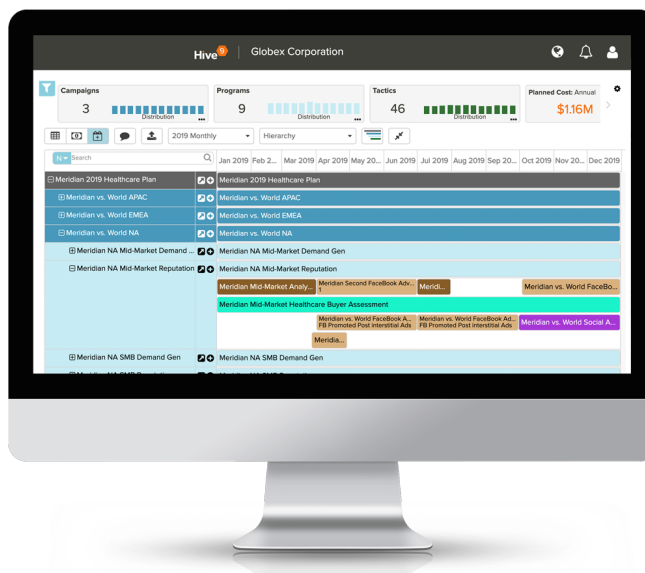 Hive9 | Globex Corporation
Campaigns
3
Distribution
Programs
9
Distribution
Tactics
46
Distribution
Planned Cost: Annual
$1.16M
2019 Monthly
Hierarchy
N
Search
Jan 2019 Feb 2... Mar 2019 Apr 2019 May 20... Jun 2019 Jul 2019 Aug 2019 Sep 20... Oct 2019 Nov 20... Dec 2019
Meridian 2019 Healthcare Plan
Meridian 2019 Healthcare Plan
Meridian vs. World APAC
Meridian vs. World APAC
Meridian vs. World EMEA
Meridian vs. World EMEA
Meridian vs. World NA
Meridian vs. World NA
Meridian NA Mid-Market Demand ...
Meridian NA Mid-Market Demand Gen
Meridian NA Mid-Market Reputation
Meridian NA Mid-Market Reputation
Meridian Mid-Market Analy...
Meridian Second FaceBook Adv...
1
Meridi...
Meridian vs. World FaceBo...
Meridian Mid-Market Healthcare Buyer Assessment
Meridian vs. World FaceBook A...
FB Promoted Post interstitial Ads
Meridian vs. World FaceBook Ad...
FB Promoted Post interstitial Ads
Meridian vs. World Social A...
Meridia...
Meridian NA SMB Demand Gen
Meridian NA SMB Demand Gen